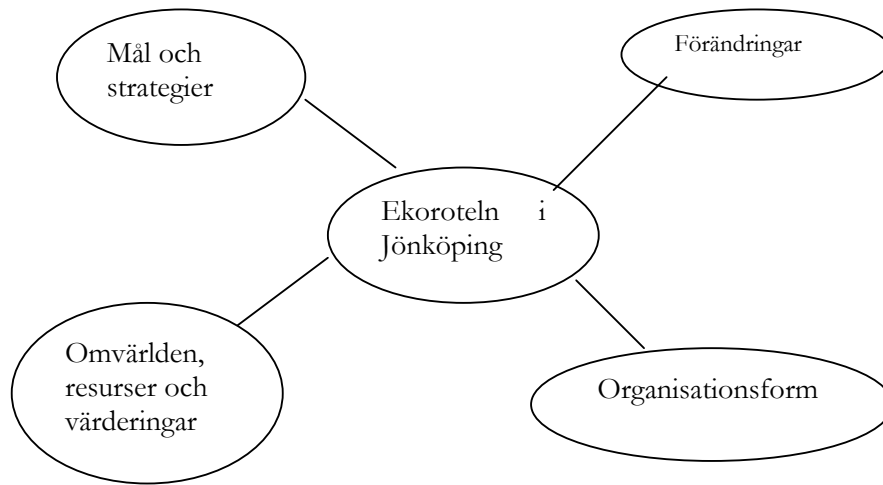 Mål och
strategier
Förändringar
Ekoroteln i
Jönköping
Omvärlden,
resurser och
värderingar
Organisationsform